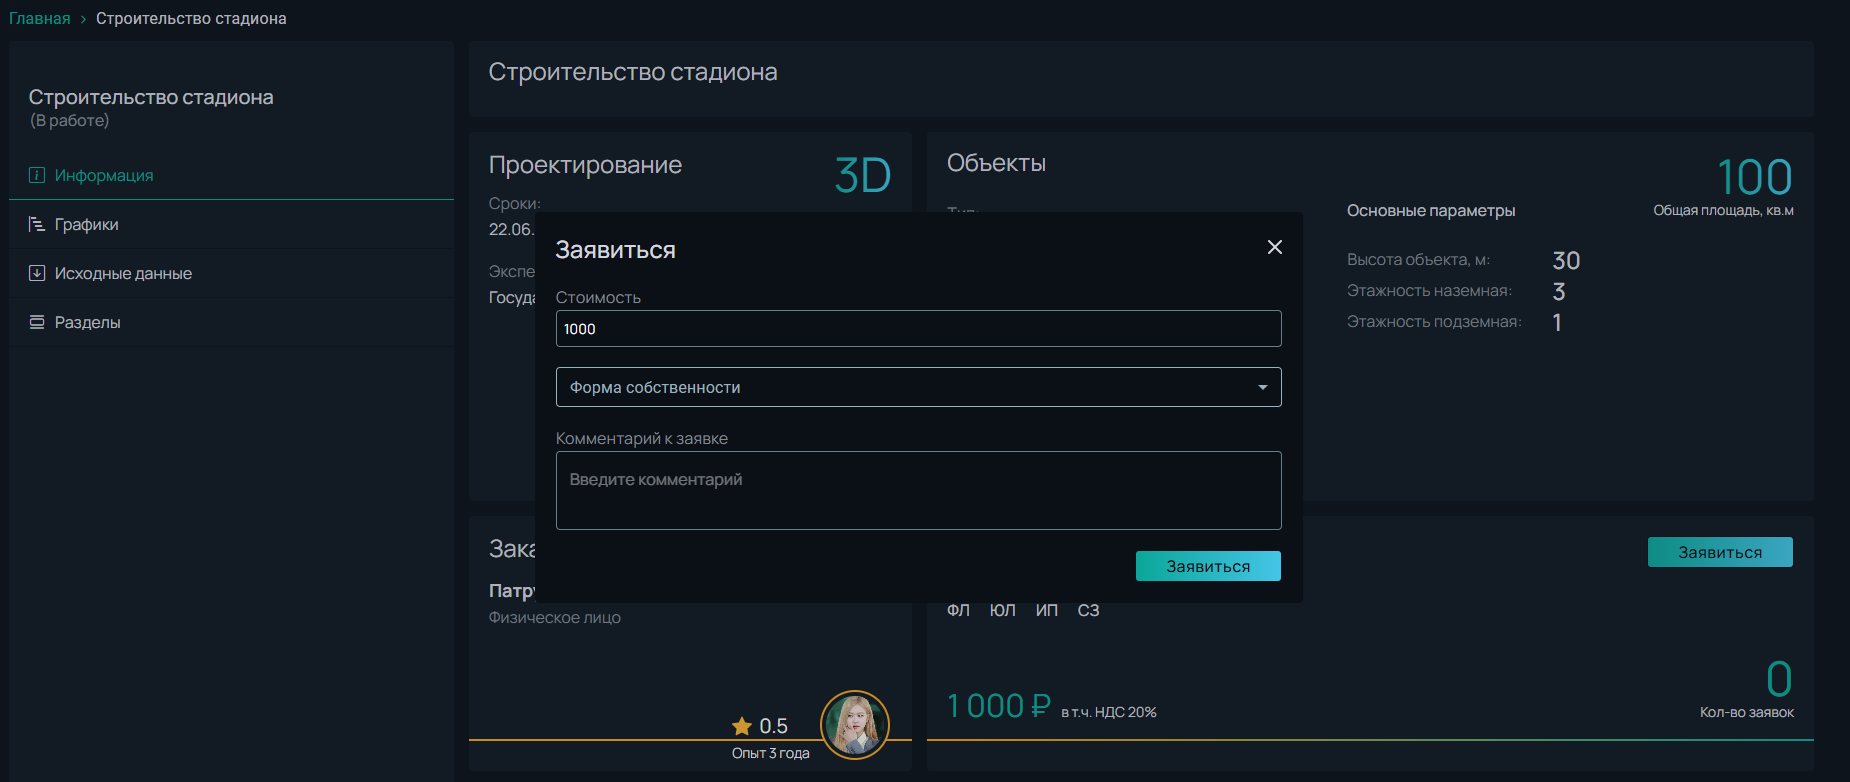 Главная › Строительство стадиона
Строительство стадиона
(В работе)
Информация
Графики
Исходные данные
Разделы
Строительство стадиона
Проектирование
3D
Сроки:
22.06.
Экспе
Госуда
Объекты
Тип:
Основные параметры
100
Общая площадь, кв.м
Высота объекта, м: 30
Этажность наземная: 3
Этажность подземная: 1
Заявиться
Стоимость
1000
Форма собственности
Комментарий к заявке
Введите комментарий
Заявиться
Зака
Патру
Физическое лицо
0.5
Опыт 3 года
Заявиться
ФЛ ЮЛ ИП СЗ
1 000 ₽ в т.ч. НДС 20%
0
Кол-во заявок